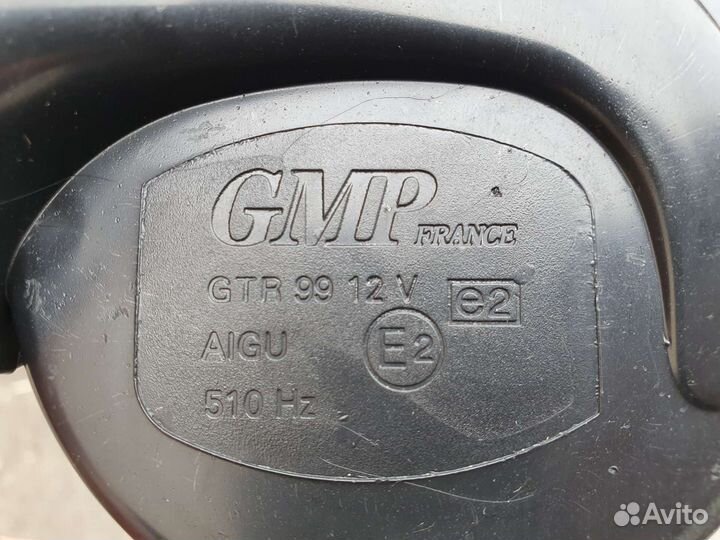 GMP FRANCE
GTR 99 12 V e2
AIGU E2
510 Hz
Avito